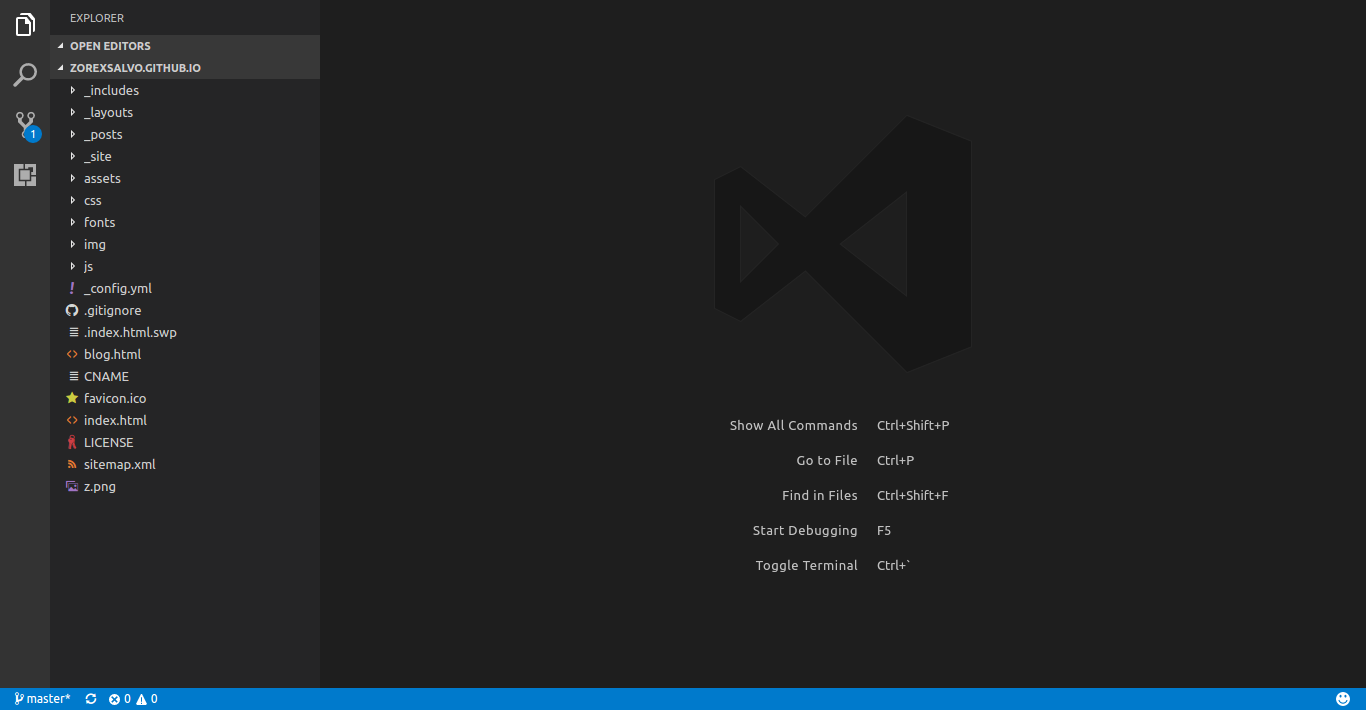 EXPLORER
OPEN EDITORS
ZOREXSALVO.GITHUB.IO
_includes
_layouts
_posts
_site
assets
css
fonts
img
js
! _config.yml
.gitignore
.index.html.swp
<> blog.html
CNAME
favicon.ico
<> index.html
LICENSE
sitemap.xml
z.png
1
Show All Commands Ctrl+Shift+P
Go to File Ctrl+P
Find in Files Ctrl+Shift+F
Start Debugging F5
Toggle Terminal Ctrl+`
master* 0 0